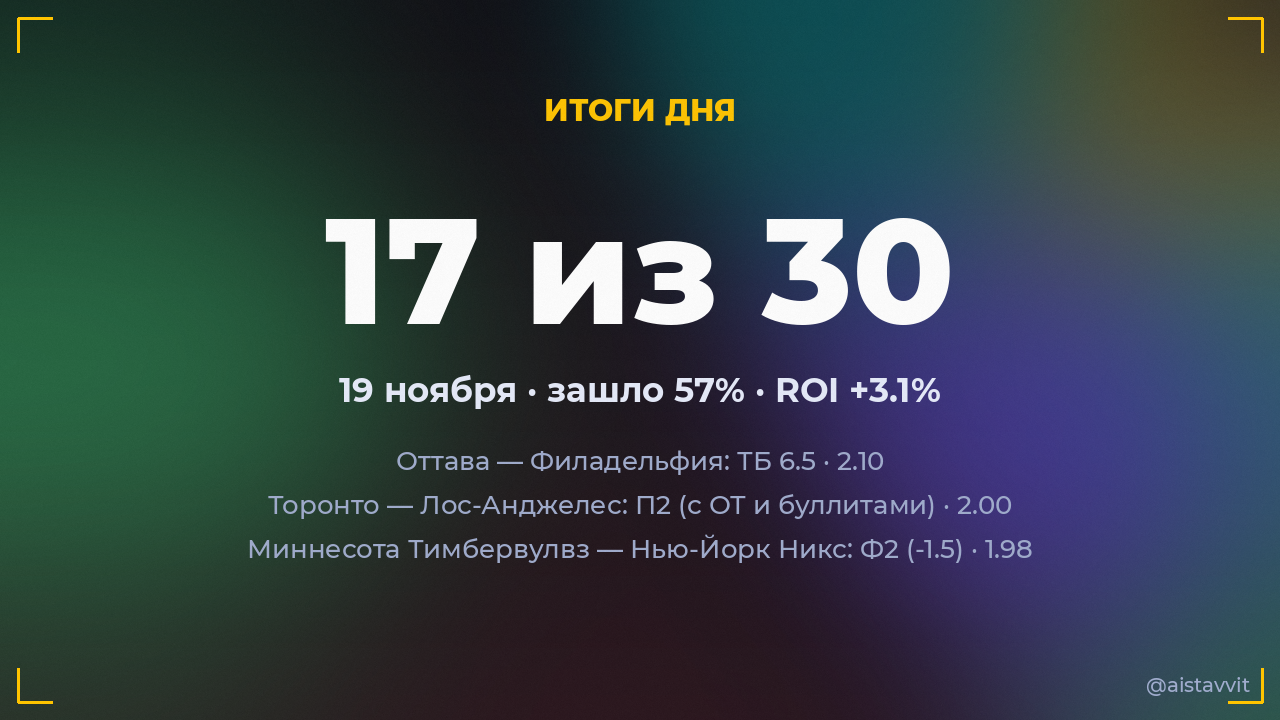 ИТОГИ ДНЯ
17 из 30
19 ноября · зашло 57% · ROI +3.1%
Оттава — Филадельфия: ТБ 6.5 · 2.10
Торонто — Лос-Анджелес: П2 (с ОТ и буллитами) · 2.00
Миннесота Тимбервулвз — Нью-Йорк Никс: Ф2 (-1.5) · 1.98
@aistavvit